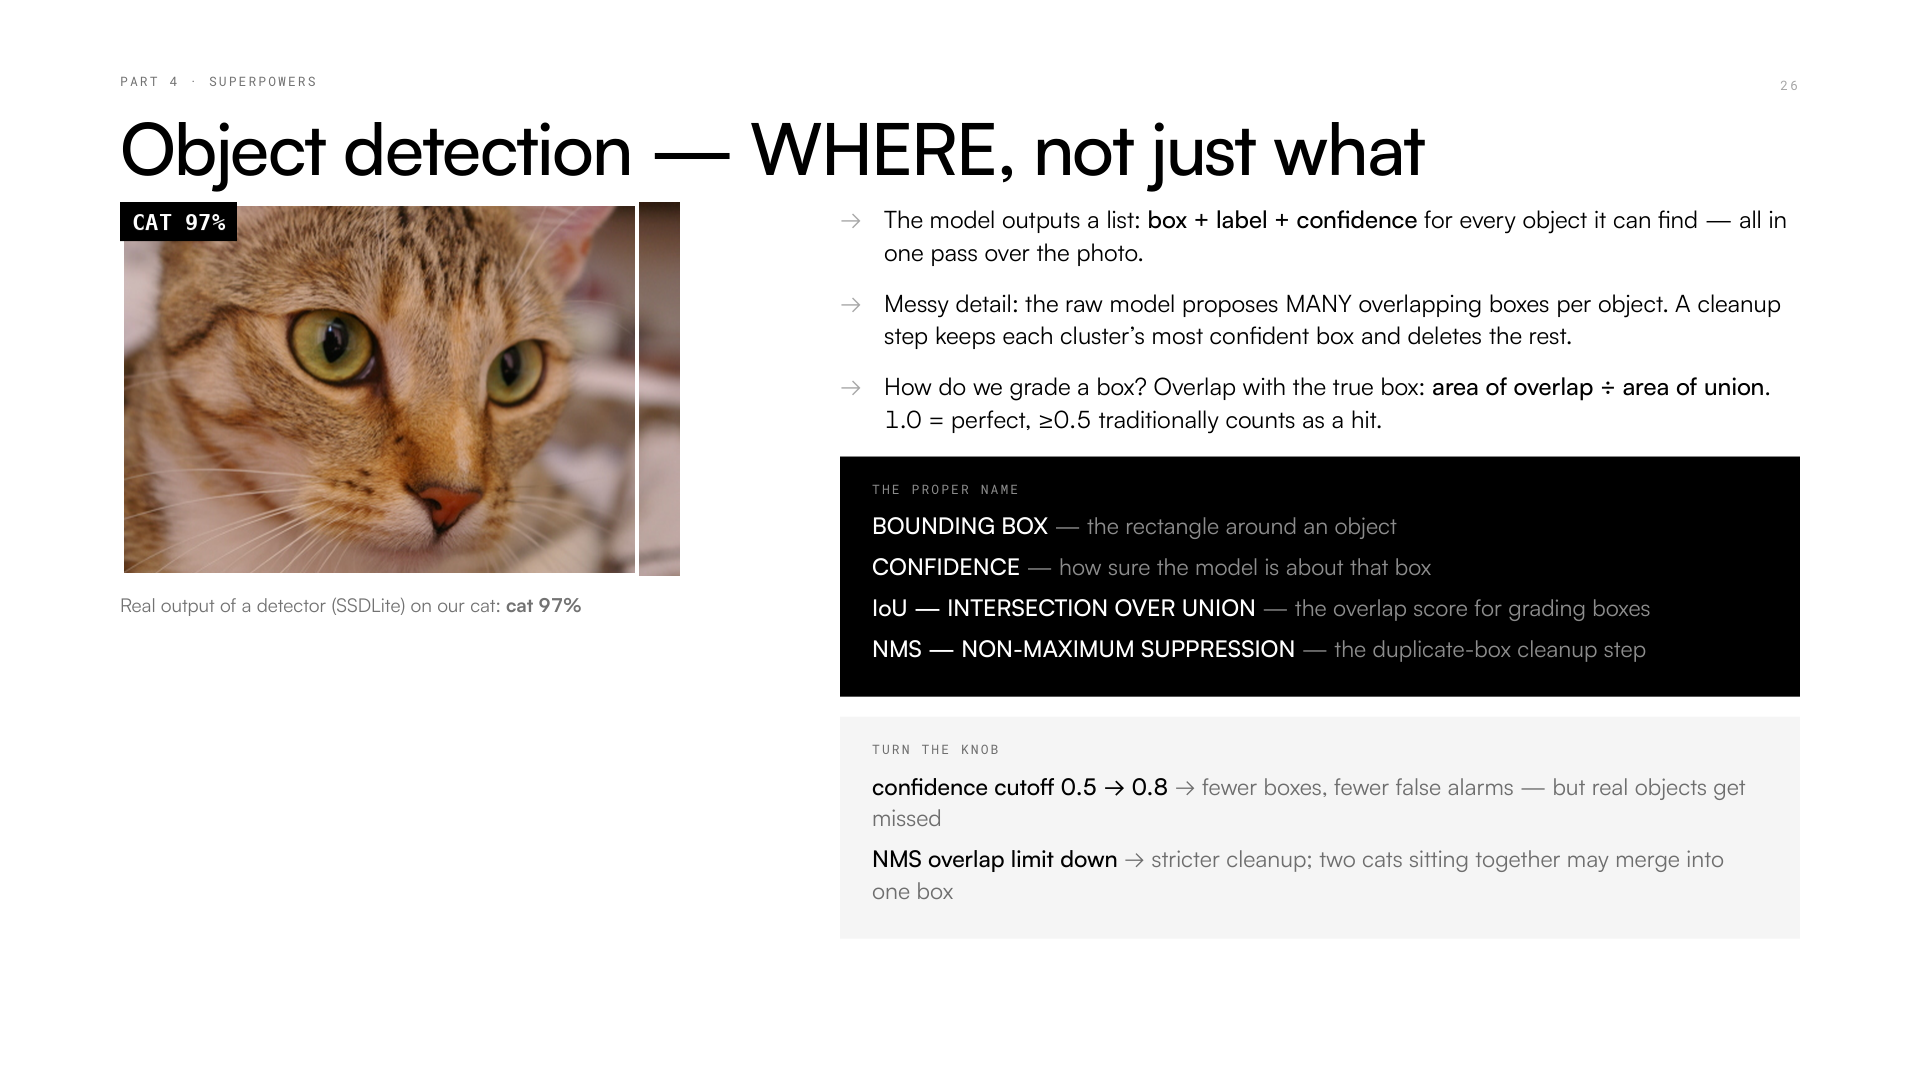 PART 4 · SUPERPOWERS
26
Object detection — WHERE, not just what
CAT 97%
Real output of a detector (SSDLite) on our cat: cat 97%
→ The model outputs a list: box + label + confidence for every object it can find — all in
one pass over the photo.
→ Messy detail: the raw model proposes MANY overlapping boxes per object. A cleanup
step keeps each cluster’s most confident box and deletes the rest.
→ How do we grade a box? Overlap with the true box: area of overlap ÷ area of union.
1.0 = perfect, ≥0.5 traditionally counts as a hit.
THE PROPER NAME
BOUNDING BOX — the rectangle around an object
CONFIDENCE — how sure the model is about that box
IoU — INTERSECTION OVER UNION — the overlap score for grading boxes
NMS — NON-MAXIMUM SUPPRESSION — the duplicate-box cleanup step
TURN THE KNOB
confidence cutoff 0.5 → 0.8 → fewer boxes, fewer false alarms — but real objects get
missed
NMS overlap limit down → stricter cleanup; two cats sitting together may merge into
one box